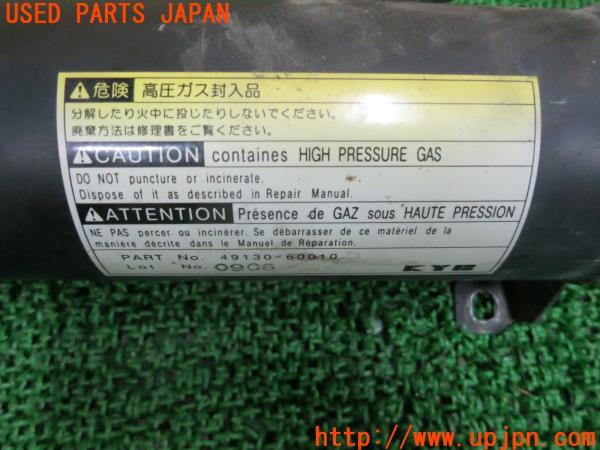 USED PARTS JAPAN
危険 高圧ガス封入品
分解したり火中に投じたりしないでください。
廃棄方法は修理書をご覧ください。
CAUTION containes HIGH PRESSURE GAS
DO NOT puncture or incinerate.
Dispose of it as described in Repair Manual.
ATTENTION Présence de GAZ sous HAUTE PRESSION
NE PAS percer ou incinérer. Se débarrasser de ce matériel de la
manière décrite dans le Manuel de Réparation.
PART No. 49130-60010
Lot No. 0906 KYB
UPJ
http://www.upjpn.com/